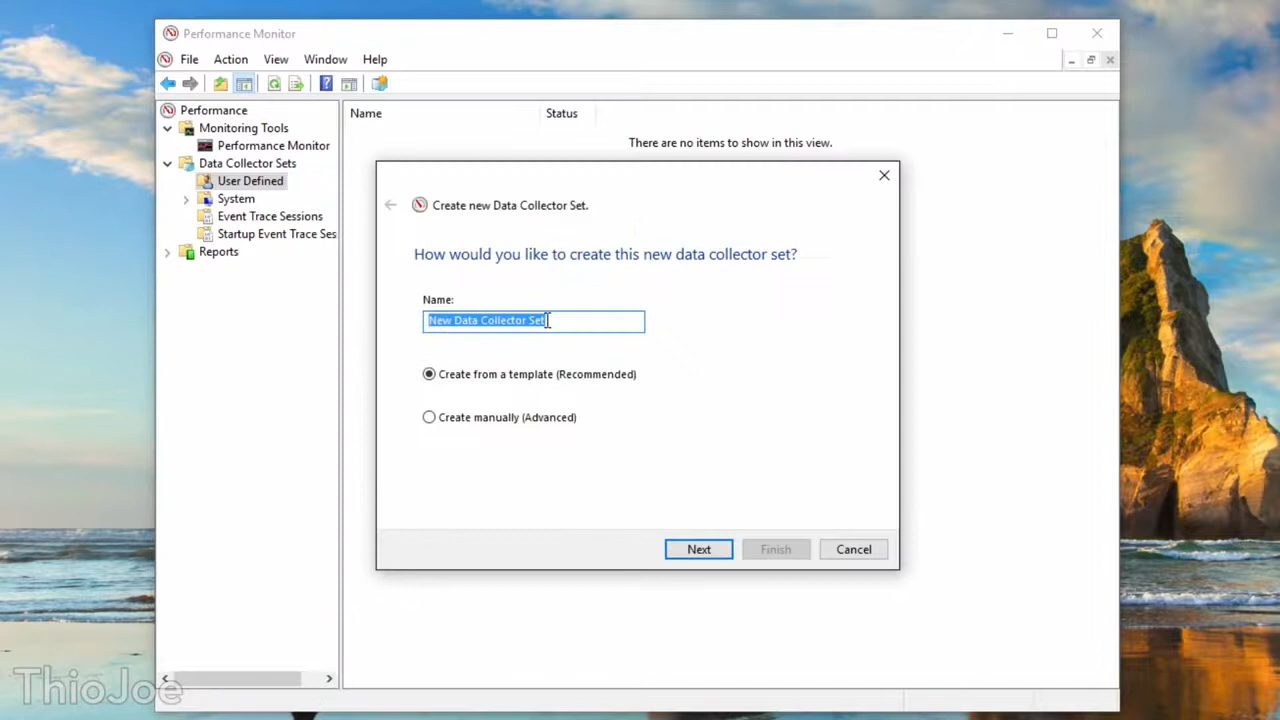 Performance Monitor
File Action View Window Help
Performance
Monitoring Tools
Performance Monitor
Data Collector Sets
User Defined
System
Event Trace Sessions
Startup Event Trace Ses
Reports
Name Status
There are no items to show in this view.
Create new Data Collector Set.
How would you like to create this new data collector set?
Name:
New Data Collector Set
Create from a template (Recommended)
Create manually (Advanced)
Next Finish Cancel
ThioJoe